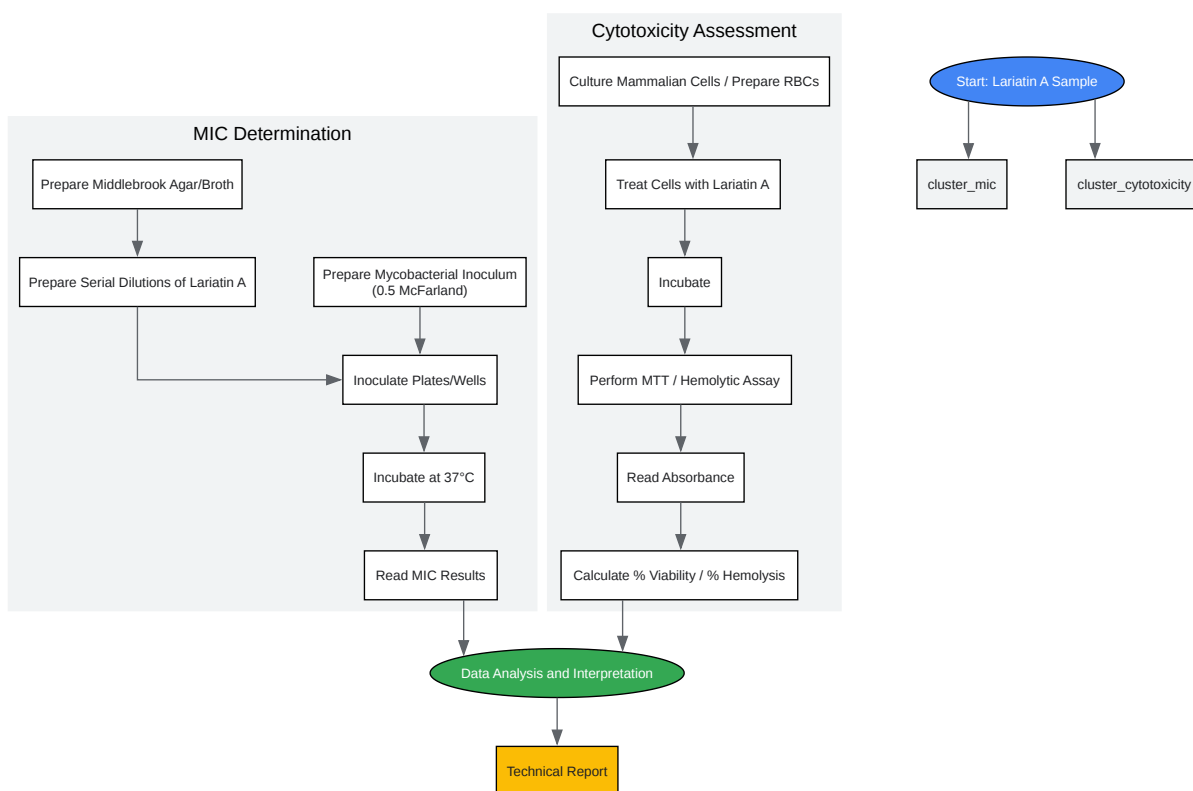 Cytotoxicity Assessment
Culture Mammalian Cells / Prepare RBCs
Start: Lariatin A Sample
MIC Determination
Prepare Middlebrook Agar/Broth
Treat Cells with Lariatin A
cluster_mic
cluster_cytotoxicity
Prepare Serial Dilutions of Lariatin A
Prepare Mycobacterial Inoculum
(0.5 McFarland)
Incubate
Inoculate Plates/Wells
Perform MTT / Hemolytic Assay
Incubate at 37°C
Read Absorbance
Read MIC Results
Calculate % Viability / % Hemolysis
Data Analysis and Interpretation
Technical Report